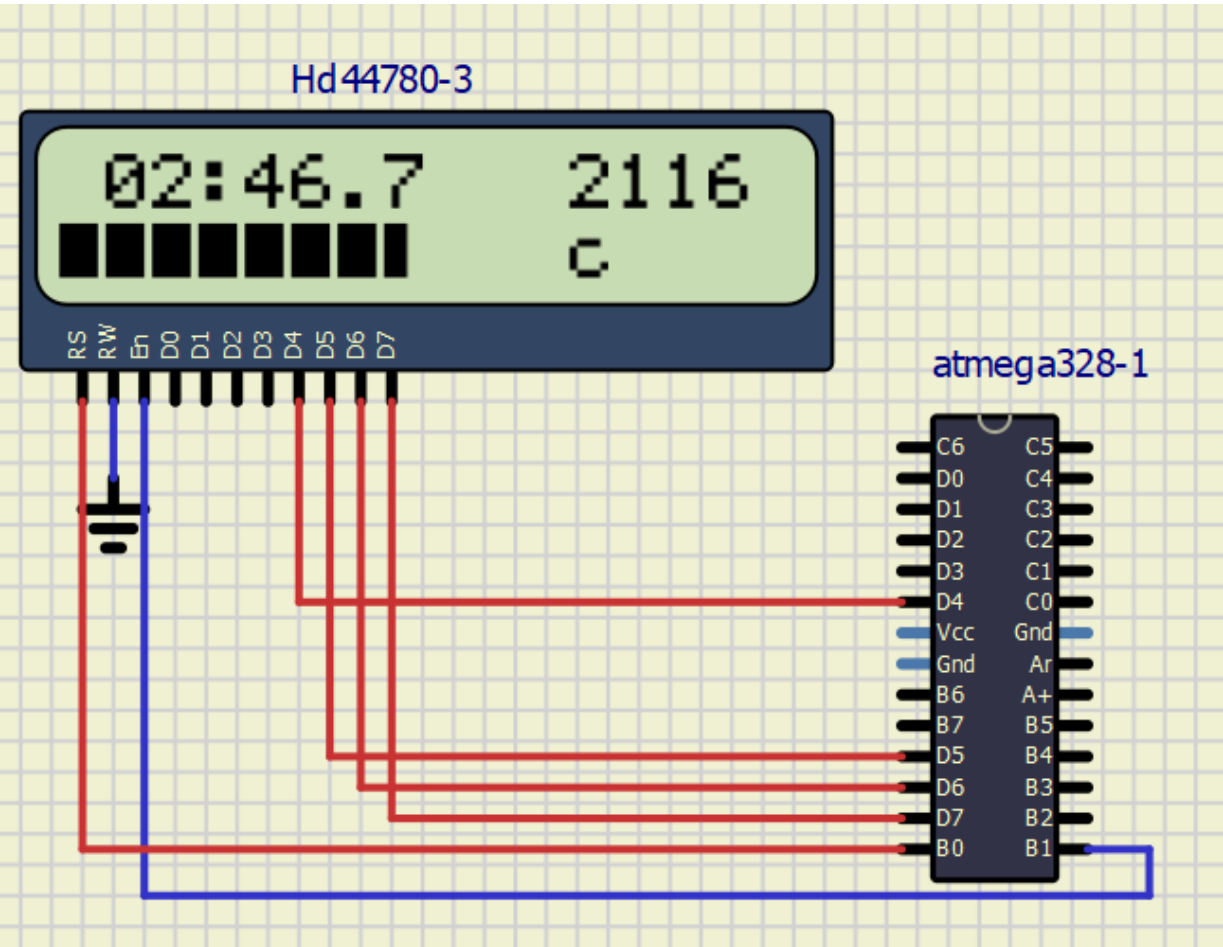 Hd44780-3
02:46.7 2116
c
RS RW En D0 D1 D2 D3 D4 D5 D6 D7
atmega328-1
C6 C5
D0 C4
D1 C3
D2 C2
D3 C1
D4 C0
Vcc Gnd
Gnd Ar
B6 A+
B7 B5
D5 B4
D6 B3
D7 B2
B0 B1